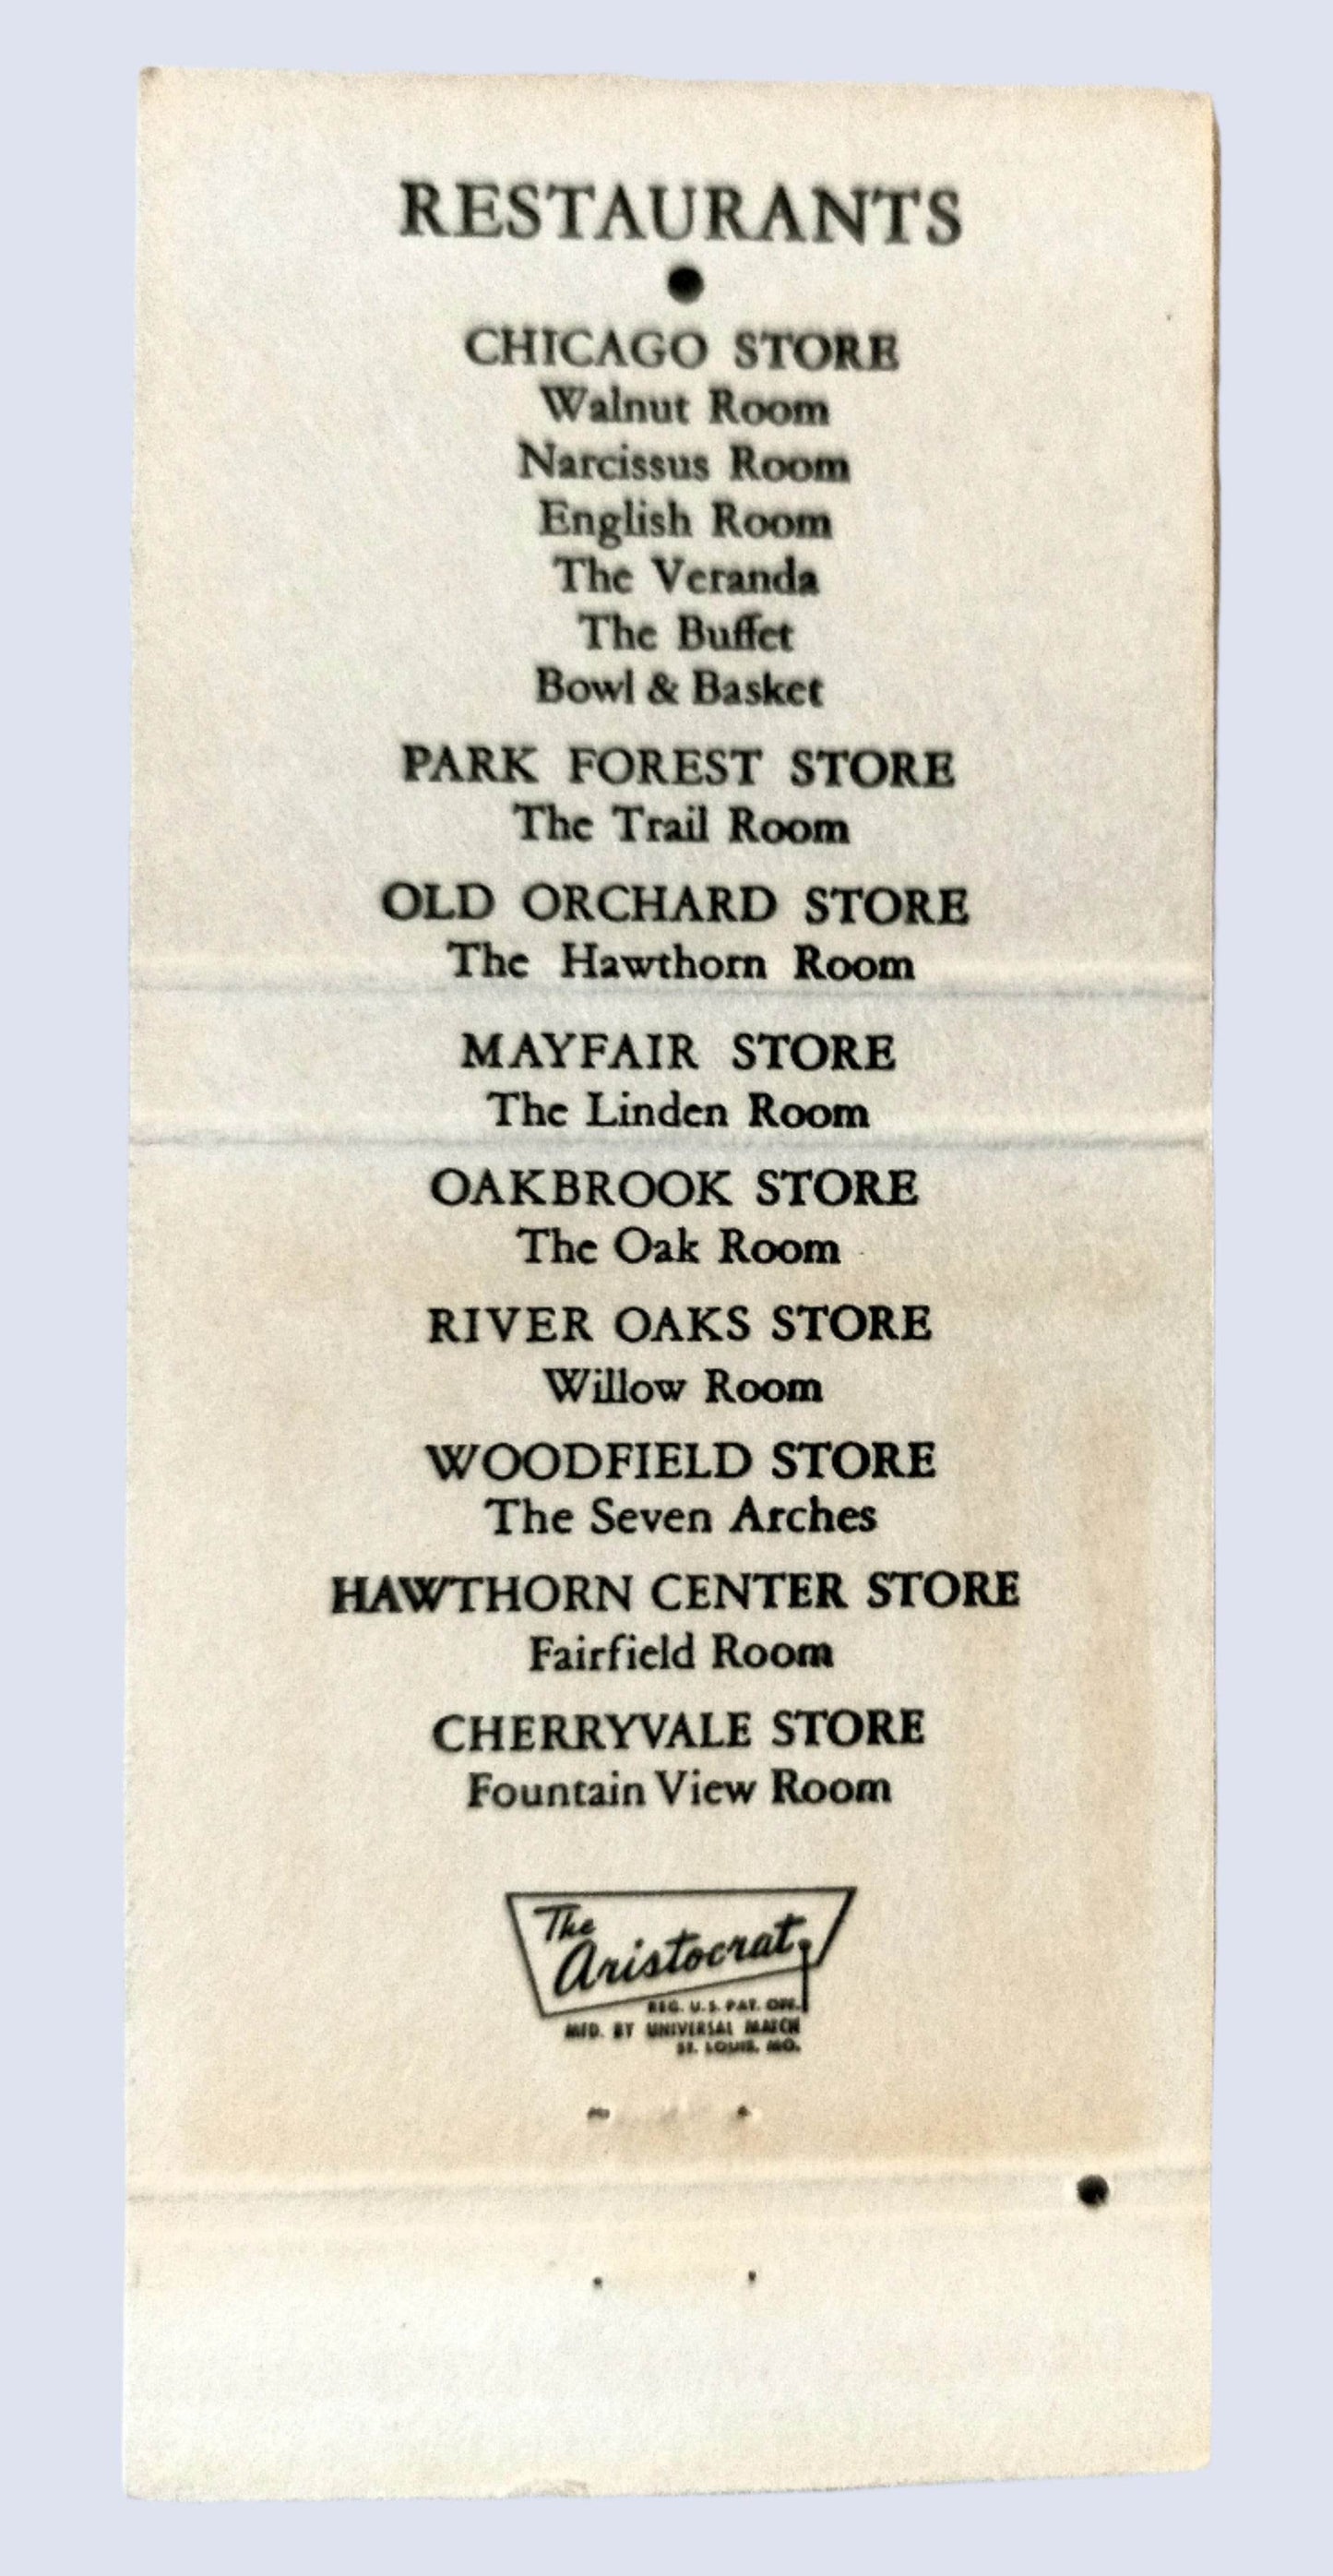 RESTAURANTS
CHICAGO STORE
Walnut Room
Narcissus Room
English Room
The Veranda
The Buffet
Bowl & Basket
PARK FOREST STORE
The Trail Room
OLD ORCHARD STORE
The Hawthorn Room
MAYFAIR STORE
The Linden Room
OAKBROOK STORE
The Oak Room
RIVER OAKS STORE
Willow Room
WOODFIELD STORE
The Seven Arches
HAWTHORN CENTER STORE
Fairfield Room
CHERRYVALE STORE
Fountain View Room
The
Aristocrat
REG. U.S. PAT. OFF.
MFD. BY UNIVERSAL MATCH
ST. LOUIS, MO.